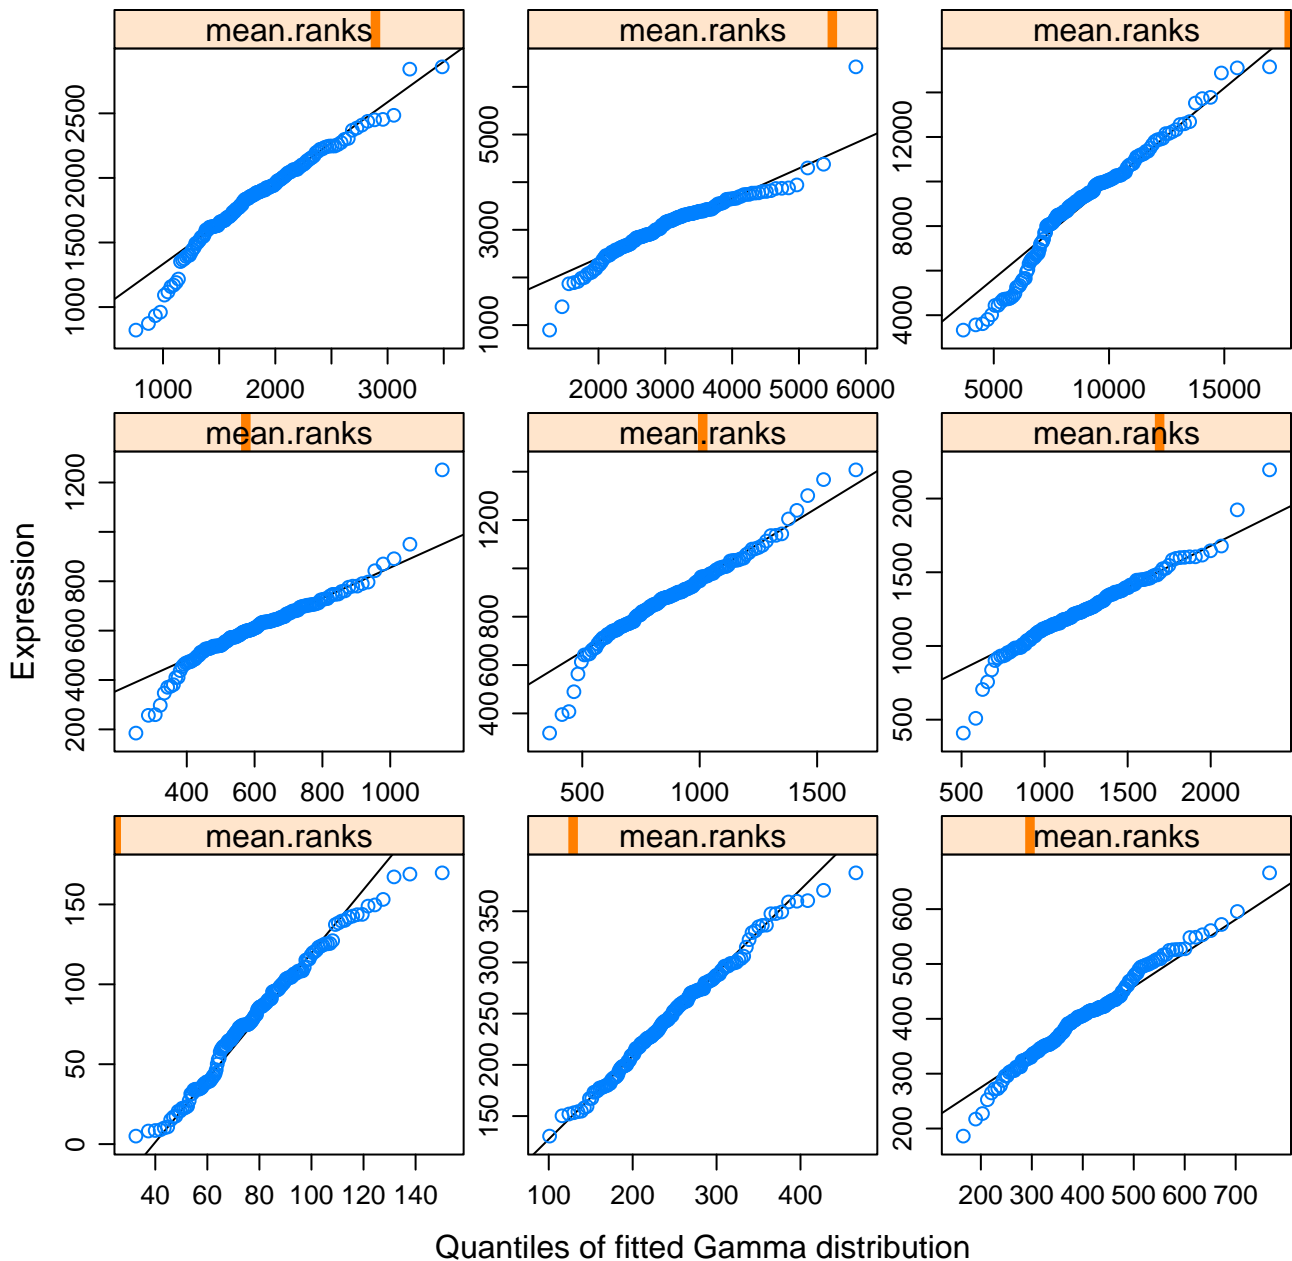 mean.ranks mean.ranks mean.ranks
1000 1500 2000 2500
1000 3000 5000
4000 8000 12000
1000 2000 3000
2000 3000 4000 5000 6000
5000 10000 15000
mean.ranks mean.ranks mean.ranks
200 400 600 800 1200
400 600 800 1200
500 1000 1500 2000
400 600 800 1000
500 1000 1500
500 1000 1500 2000
Expression
mean.ranks mean.ranks mean.ranks
0 50 100 150
150 200 250 300 350
200 300 400 500 600
40 60 80 100 120 140
100 200 300 400
200 300 400 500 600 700
Quantiles of fitted Gamma distribution